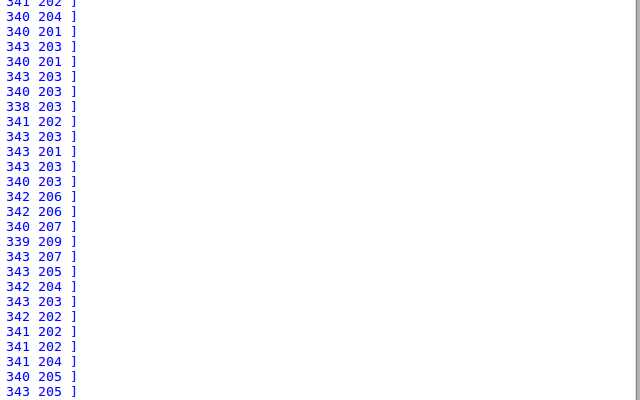 341 202 ]
340 204 ]
340 201 ]
343 203 ]
340 201 ]
343 203 ]
340 203 ]
338 203 ]
341 202 ]
343 203 ]
343 201 ]
343 203 ]
340 203 ]
342 206 ]
342 206 ]
340 207 ]
339 209 ]
343 207 ]
343 205 ]
342 204 ]
343 203 ]
342 202 ]
341 202 ]
341 202 ]
341 204 ]
340 205 ]
343 205 ]